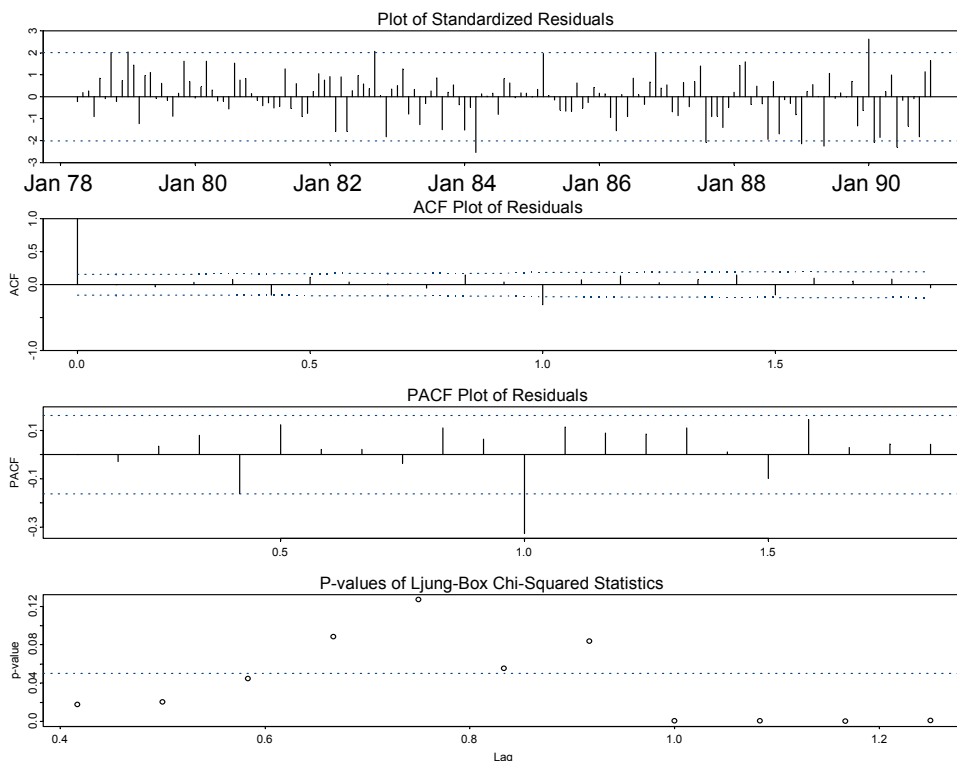 Plot of Standardized Residuals
3
2
1
0
-1
-2
-3
Jan 78 Jan 80 Jan 82 Jan 84 Jan 86 Jan 88 Jan 90
ACF Plot of Residuals
1.0
0.5
0.0
-1.0
ACF
0.0 0.5 1.0 1.5
PACF Plot of Residuals
0.1
-0.1
-0.3
PACF
0.5 1.0 1.5
P-values of Ljung-Box Chi-Squared Statistics
0.12
0.08
0.04
0.0
p-value
0.4 0.6 0.8 1.0 1.2
Lag